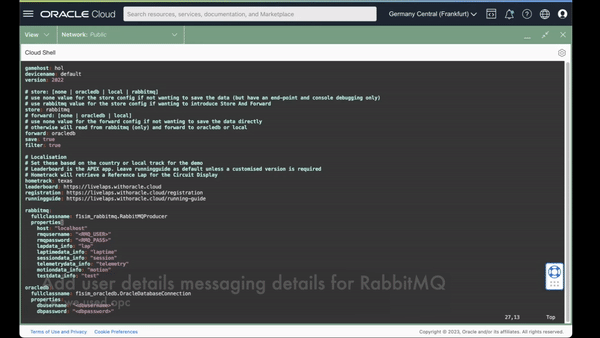 ORACLE Cloud
Search resources, services, documentation, and Marketplace
Germany Central (Frankfurt)
View
Network: Public
Cloud Shell
gamehost: hol
devicename: default
version: 2022
# store: [none | oracledb | local | rabbitmq]
# use none value for the store config if not wanting to save the data (but have an end-point and console debugging only)
# use rabbitmq value for the store config if wanting to introduce Store And Forward
store: rabbitmq
# forward: [none | oracledb | local]
# use none value for the forward config if not wanting to save the data directly
# otherwise will read from rabbitmq (only) and forward to oracledb or local
forward: oracledb
save: true
filter: true
# Localisation
# Set these based on the country or local track for the demo
# Leaderboard is the APEX app. Leave runningguide as default unless a customised version is required
# Hometrack will retrieve a Reference Lap for the Circuit Display
hometrack: texas
leaderboard: https://livelaps.withoracle.cloud
registration: https://livelaps.withoracle.cloud/registration
runningguide: https://livelaps.withoracle.cloud/running-guide
rabbitmq:
fullclassname: f1sim_rabbitmq.RabbitMQProducer
properties:
host: "localhost"
rmqusername: "<RMQ_USER>"
rmqpassword: "<RMQ_PASS>"
lapdata_info: "lap"
laptimedata_info: "laptime"
sessiondata_info: "session"
telemetrydata_info: "telemetry"
motiondata_info: "motion"
testdata_info: "test"
Add user details messaging details for RabbitMQ
oracledb:
fullclassname: f1sim_oracledb.OracleDatabaseConnection
properties:
we used opc
dbusername: "<dbusername>"
dbpassword: "<dbpassword>"
27,13
Top
Terms of Use and Privacy
Cookie Preferences
Copyright © 2023, Oracle and/or its affiliates. All rights reserved.